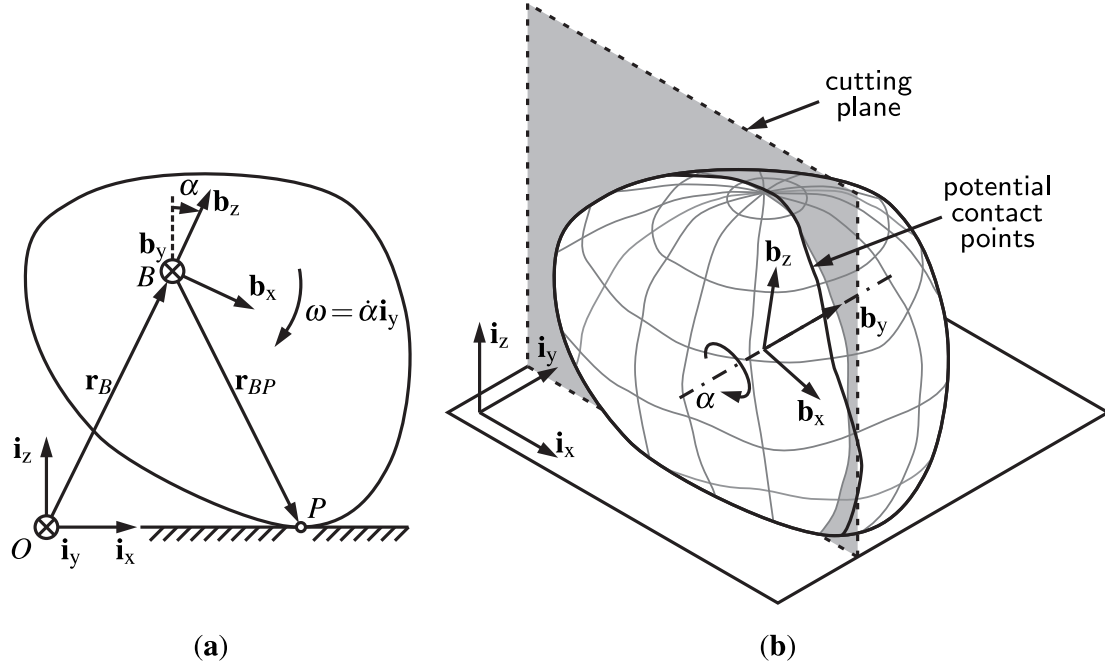 α
b_z
b_y
B
b_x
ω = α̇i_y
r_B
r_BP
i_z
P
O
i_y
i_x
(a)
cutting
plane
potential
contact
points
b_z
b_y
i_z
i_y
α
b_x
i_x
(b)